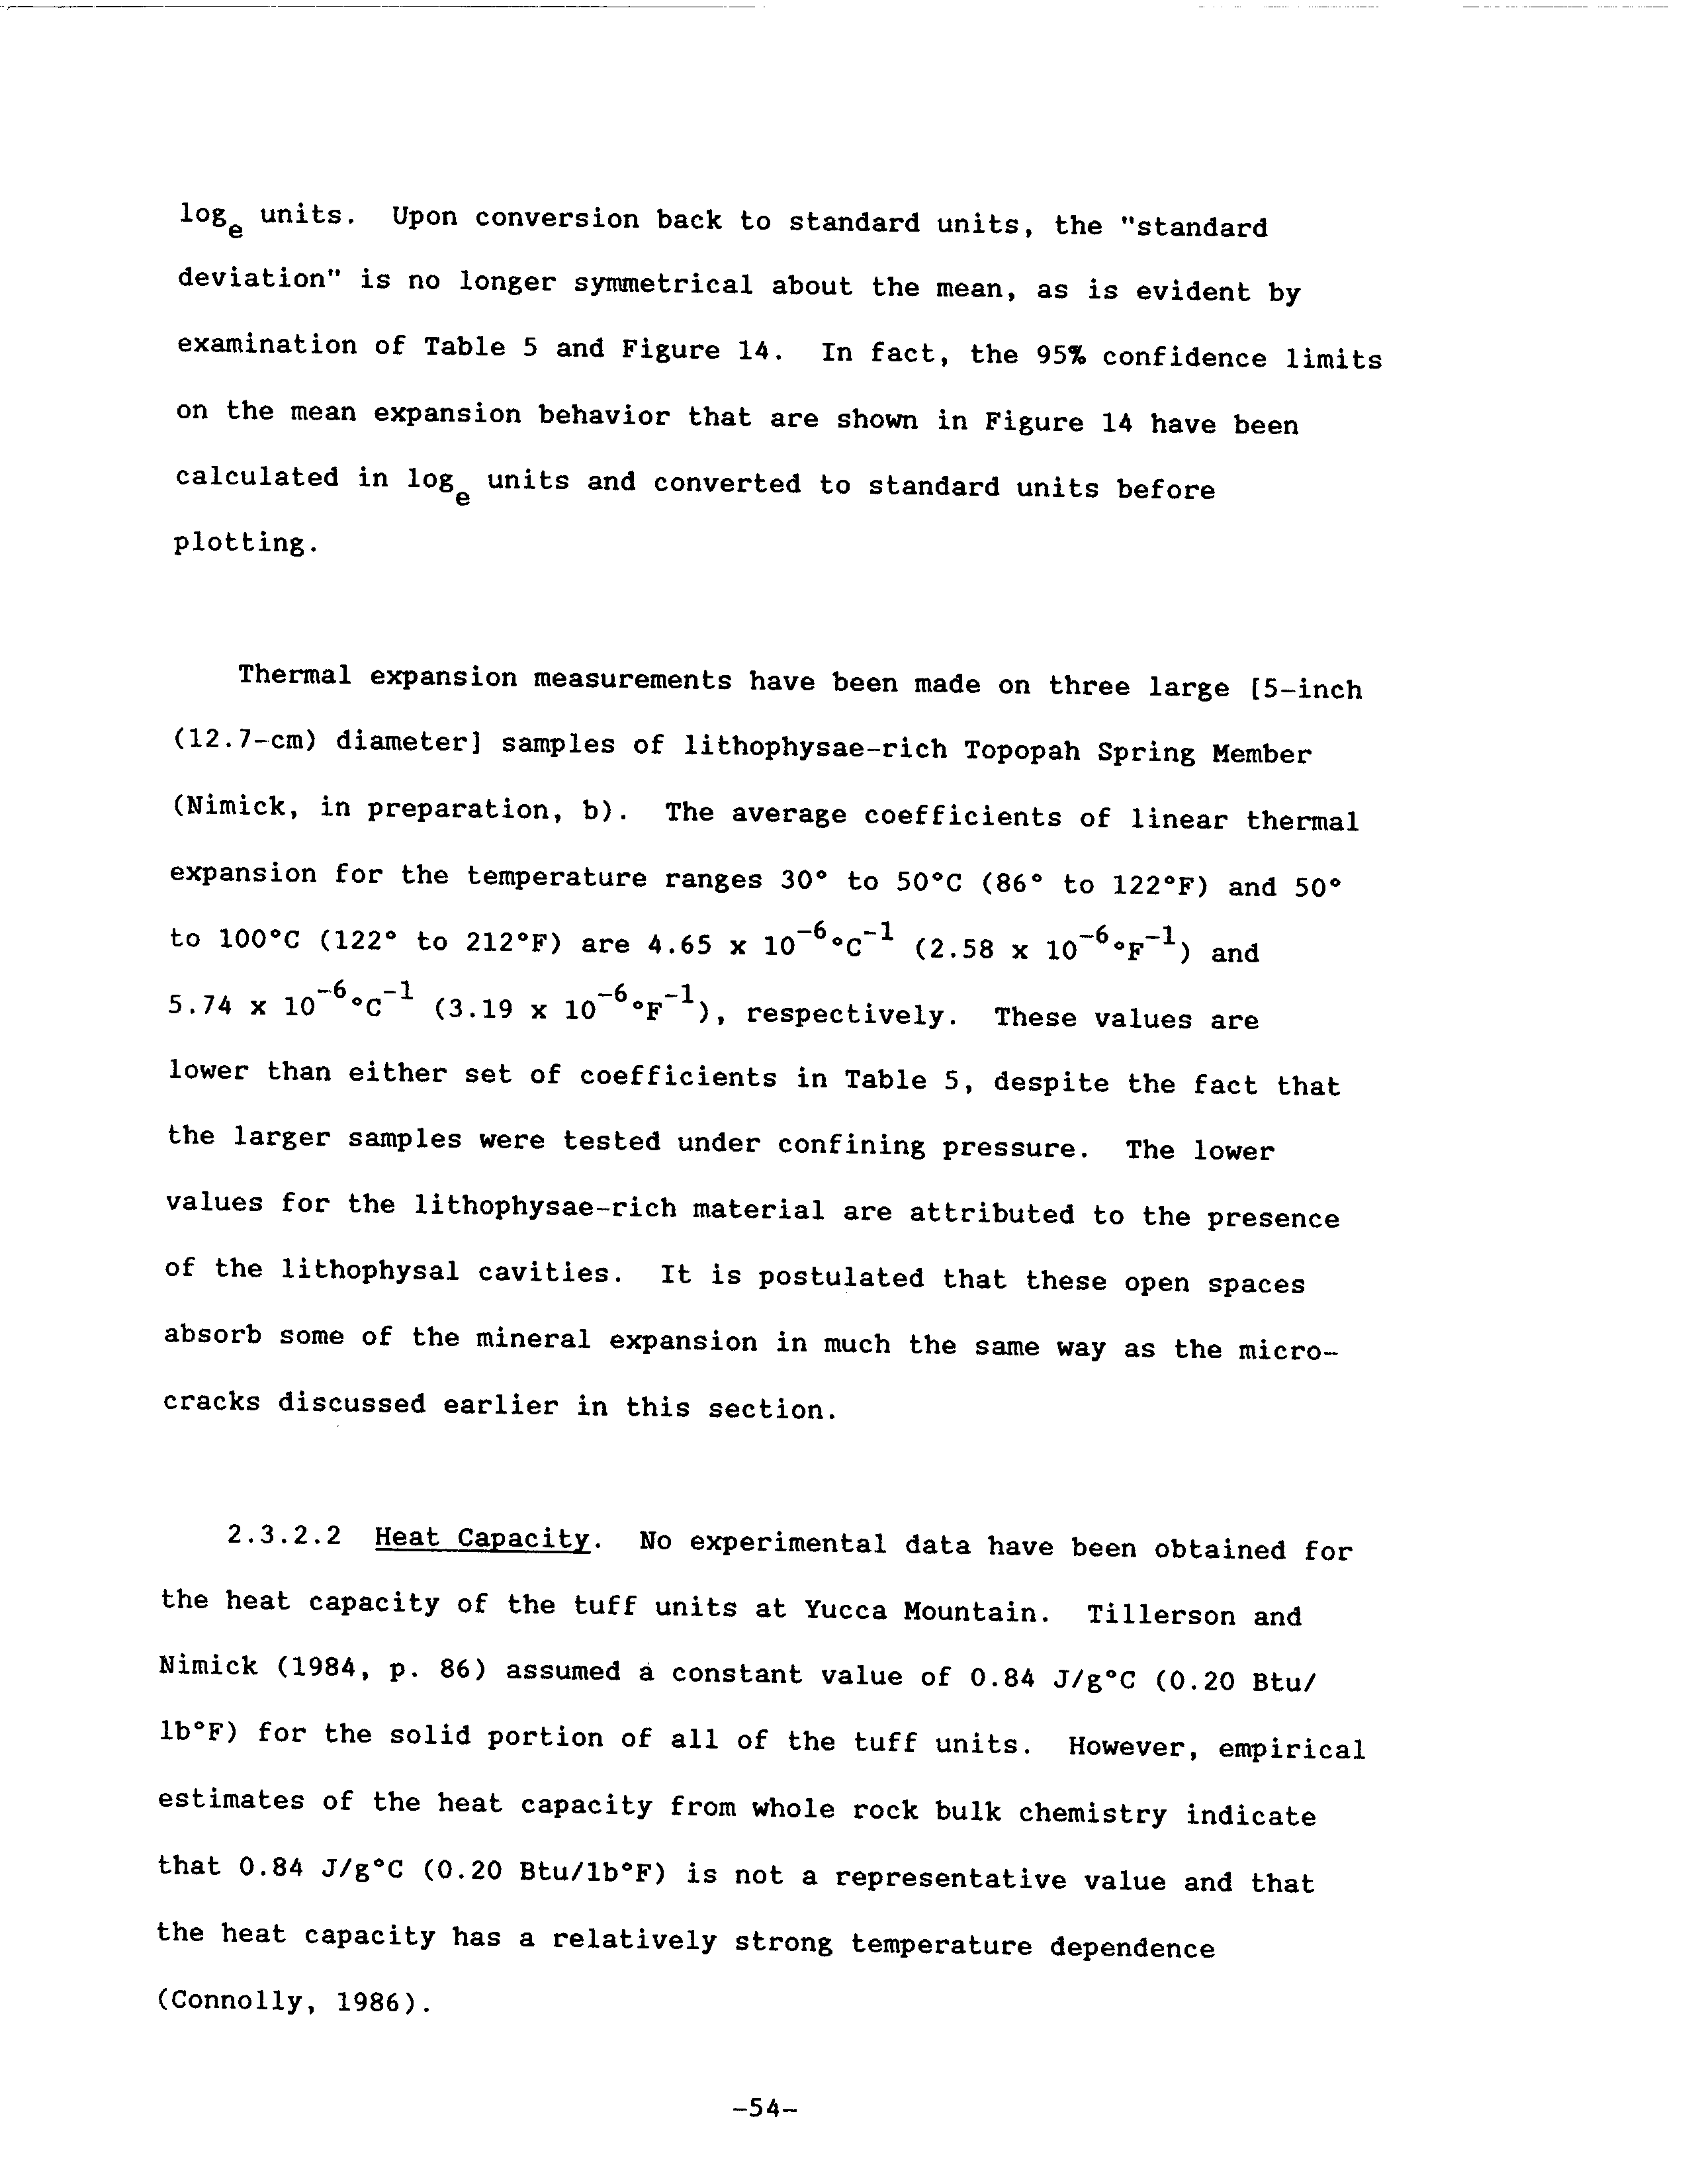 logₑ units. Upon conversion back to standard units, the "standard
deviation" is no longer symmetrical about the mean, as is evident by
examination of Table 5 and Figure 14. In fact, the 95% confidence limits
on the mean expansion behavior that are shown in Figure 14 have been
calculated in logₑ units and converted to standard units before
plotting.
Thermal expansion measurements have been made on three large [5-inch
(12.7-cm) diameter] samples of lithophysae-rich Topopah Spring Member
(Nimick, in preparation, b). The average coefficients of linear thermal
expansion for the temperature ranges 30° to 50°C (86° to 122°F) and 50°
to 100°C (122° to 212°F) are 4.65 x 10⁻⁶°C⁻¹ (2.58 x 10⁻⁶°F⁻¹) and
5.74 x 10⁻⁶°C⁻¹ (3.19 x 10⁻⁶°F⁻¹), respectively. These values are
lower than either set of coefficients in Table 5, despite the fact that
the larger samples were tested under confining pressure. The lower
values for the lithophysae-rich material are attributed to the presence
of the lithophysal cavities. It is postulated that these open spaces
absorb some of the mineral expansion in much the same way as the micro-
cracks discussed earlier in this section.
2.3.2.2 Heat Capacity. No experimental data have been obtained for
the heat capacity of the tuff units at Yucca Mountain. Tillerson and
Nimick (1984, p. 86) assumed a constant value of 0.84 J/g°C (0.20 Btu/
lb°F) for the solid portion of all of the tuff units. However, empirical
estimates of the heat capacity from whole rock bulk chemistry indicate
that 0.84 J/g°C (0.20 Btu/lb°F) is not a representative value and that
the heat capacity has a relatively strong temperature dependence
(Connolly, 1986).
-54-